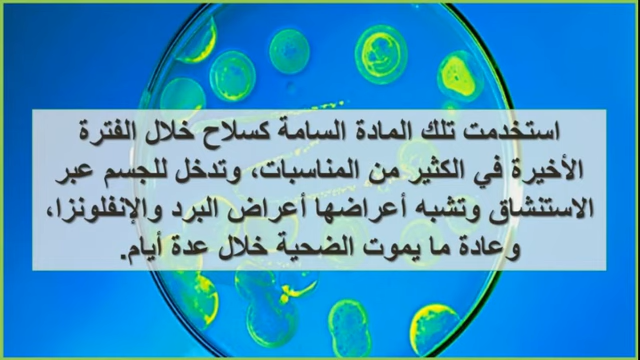 استخدمت تلك المادة السامة كسلاح خلال الفترة
الأخيرة في الكثير من المناسبات، وتدخل للجسم عبر
الاستنشاق وتشبه أعراضها أعراض البرد والإنفلونزا،
وعادة ما يموت الضحية خلال عدة أيام.